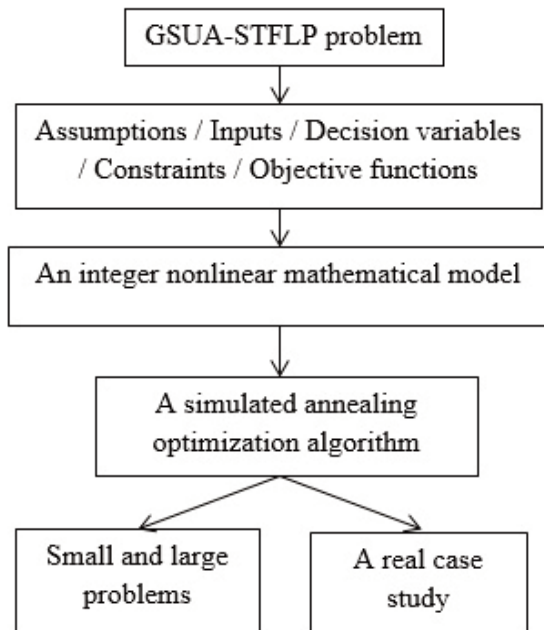 GSUA-STFLP problem
Assumptions / Inputs / Decision variables
/ Constraints / Objective functions
An integer nonlinear mathematical model
A simulated annealing
optimization algorithm
Small and large
problems
A real case
study